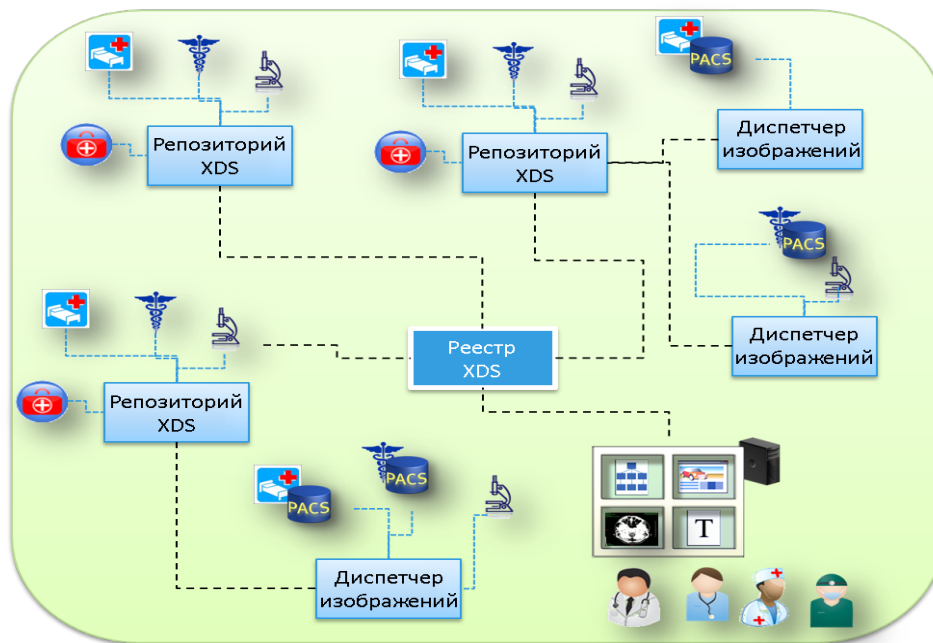 PACS
Репозиторий
XDS
Репозиторий
XDS
Диспетчер
изображений
PACS
Диспетчер
изображений
Реестр
XDS
Репозиторий
XDS
PACS
PACS
T
Диспетчер
изображений